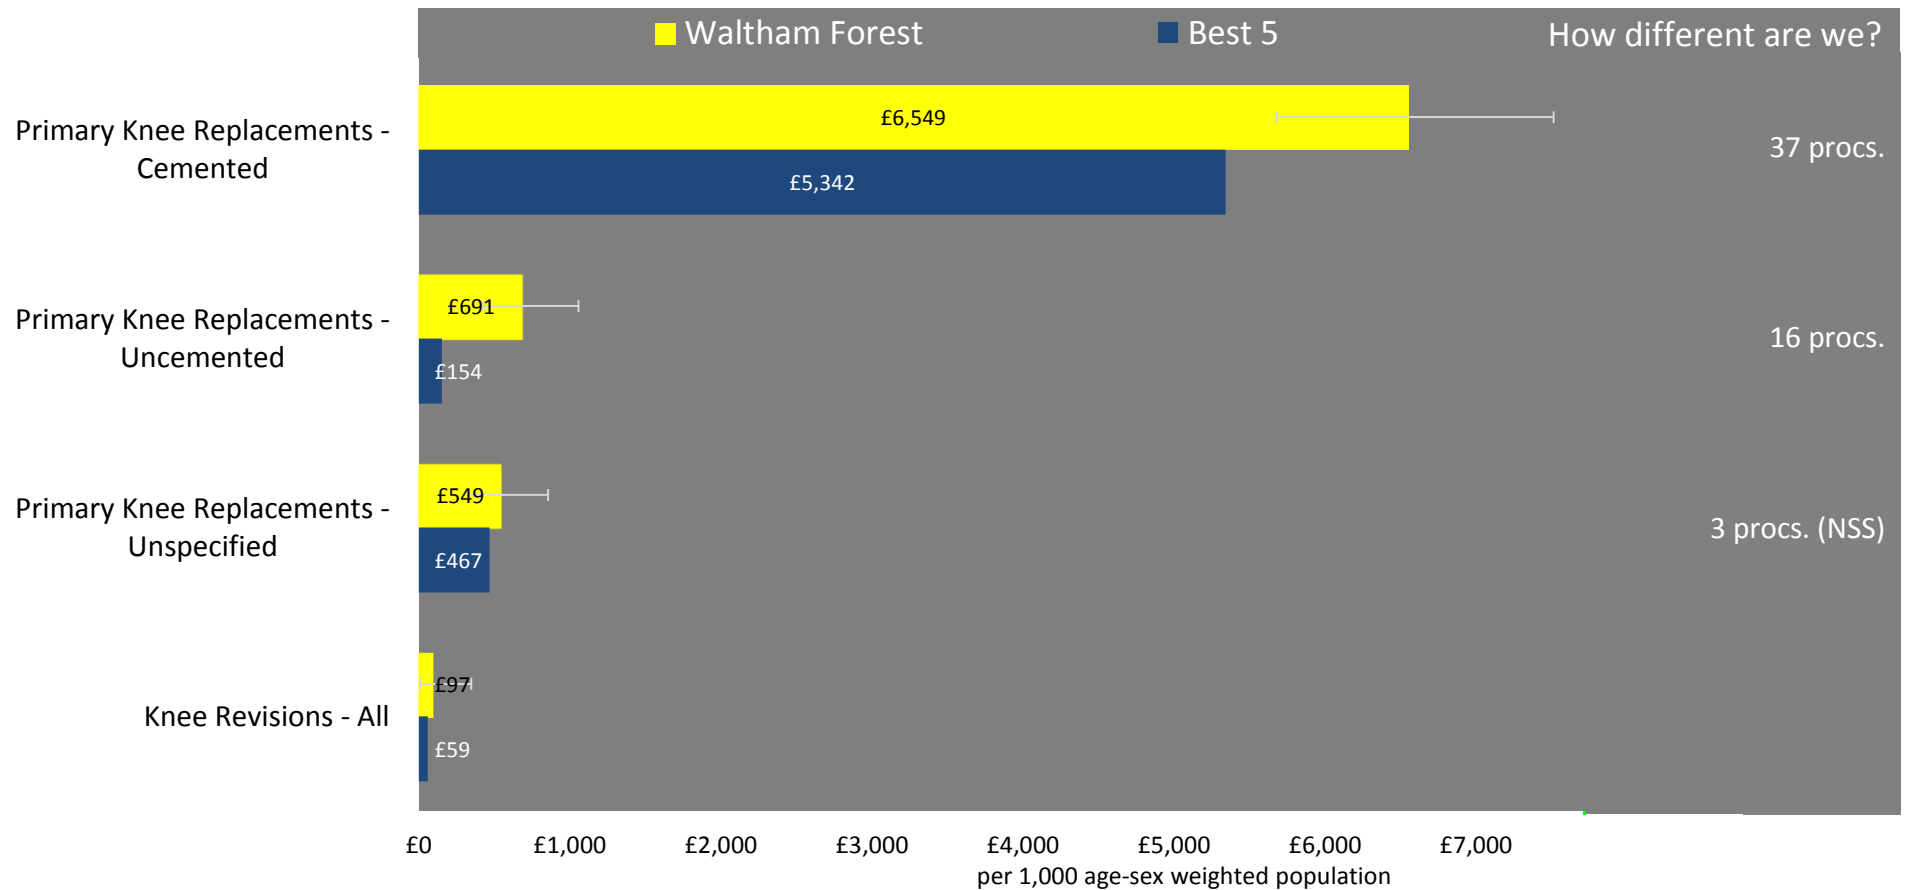 Waltham Forest Best 5 How different are we?
Primary Knee Replacements -
Cemented
£6,549
£5,342
37 procs.
Primary Knee Replacements -
Uncemented
£691
£154
16 procs.
Primary Knee Replacements -
Unspecified
£549
£467
3 procs. (NSS)
Knee Revisions - All
£97
£59
£0 £1,000 £2,000 £3,000 £4,000 £5,000 £6,000 £7,000
per 1,000 age-sex weighted population